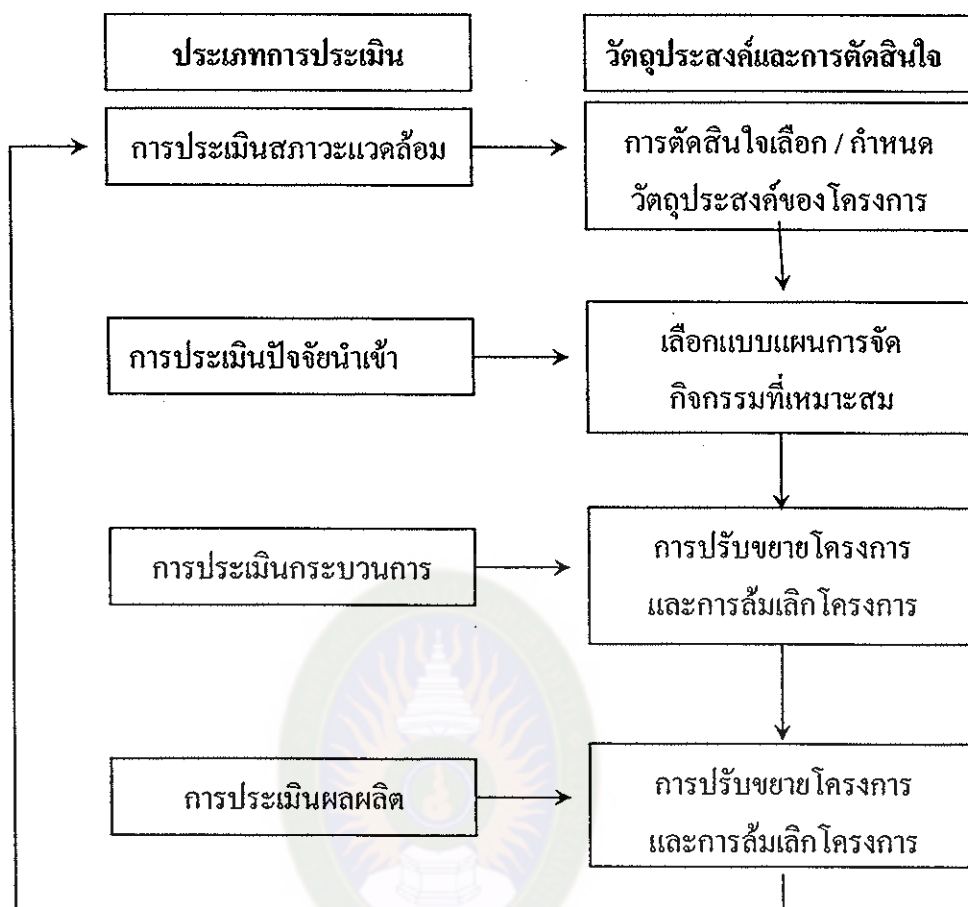 ประเภทการประเมิน
วัตถุประสงค์และการตัดสินใจ
การประเมินสภาวะแวดล้อม
การตัดสินใจเลือก / กำหนด
วัตถุประสงค์ของโครงการ
การประเมินปัจจัยนำเข้า
เลือกแบบแผนการจัด
กิจกรรมที่เหมาะสม
การประเมินกระบวนการ
การปรับขยายโครงการ
และการล้มเลิกโครงการ
การประเมินผลผลิต
การปรับขยายโครงการ
และการล้มเลิกโครงการ